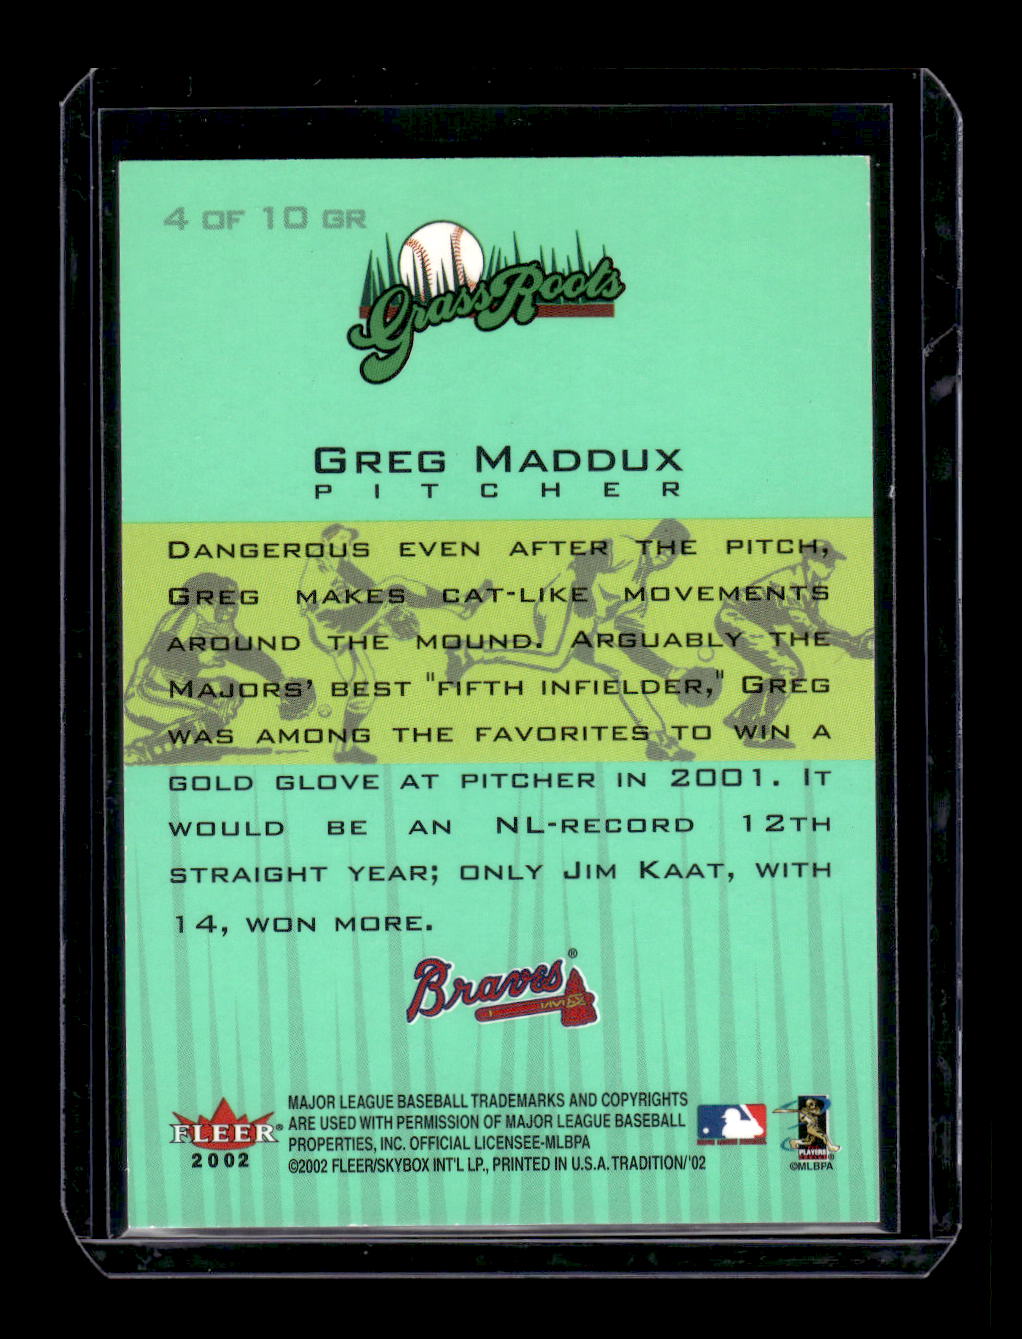 4 OF 10 GR
GrassRoots
GREG MADDUX
PITCHER
DANGEROUS EVEN AFTER THE PITCH,
GREG MAKES CAT-LIKE MOVEMENTS
AROUND THE MOUND. ARGUABLY THE
MAJORS' BEST "FIFTH INFIELDER," GREG
WAS AMONG THE FAVORITES TO WIN A
GOLD GLOVE AT PITCHER IN 2001. IT
WOULD BE AN NL-RECORD 12TH
STRAIGHT YEAR; ONLY JIM KAAT, WITH
14, WON MORE.
Braves®
FLEER®
2002
MAJOR LEAGUE BASEBALL TRADEMARKS AND COPYRIGHTS
ARE USED WITH PERMISSION OF MAJOR LEAGUE BASEBALL
PROPERTIES, INC. OFFICIAL LICENSEE-MLBPA
©2002 FLEER/SKYBOX INT'L LP., PRINTED IN U.S.A. TRADITION/'02
PLAYERS
©MLBPA